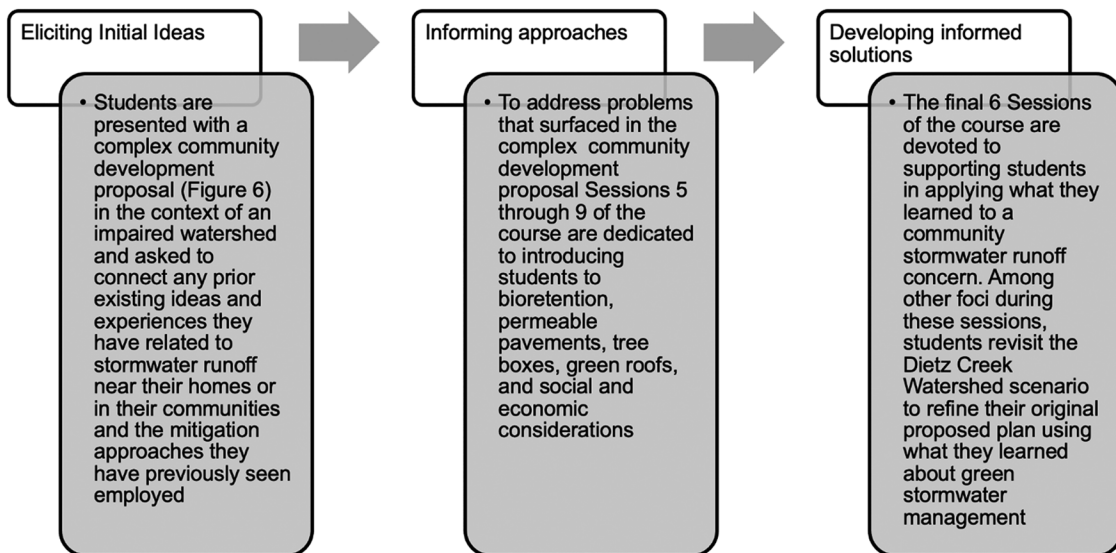 Eliciting Initial Ideas
• Students are
presented with a
complex community
development
proposal (Figure 6)
in the context of an
impaired watershed
and asked to
connect any prior
existing ideas and
experiences they
have related to
stormwater runoff
near their homes or
in their communities
and the mitigation
approaches they
have previously seen
employed
Informing approaches
• To address problems
that surfaced in the
complex community
development
proposal Sessions 5
through 9 of the
course are dedicated
to introducing
students to
bioretention,
permeable
pavements, tree
boxes, green roofs,
and social and
economic
considerations
Developing informed
solutions
• The final 6 Sessions
of the course are
devoted to
supporting students
in applying what they
learned to a
community
stormwater runoff
concern. Among
other foci during
these sessions,
students revisit the
Dietz Creek
Watershed scenario
to refine their original
proposed plan using
what they learned
about green
stormwater
management